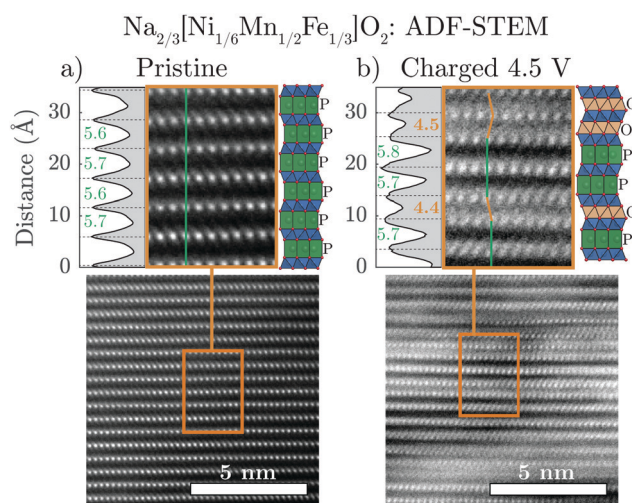 Na2/3[Ni1/6Mn1/2Fe1/3]O2: ADF-STEM
a) Pristine
b) Charged 4.5 V
Distance (Å)
30
20
10
0
5.6
5.7
5.6
5.7
P
P
P
P
P
P
5 nm
30
20
10
0
4.5
5.8
5.7
4.4
5.7
O
O
P
P
O
P
5 nm